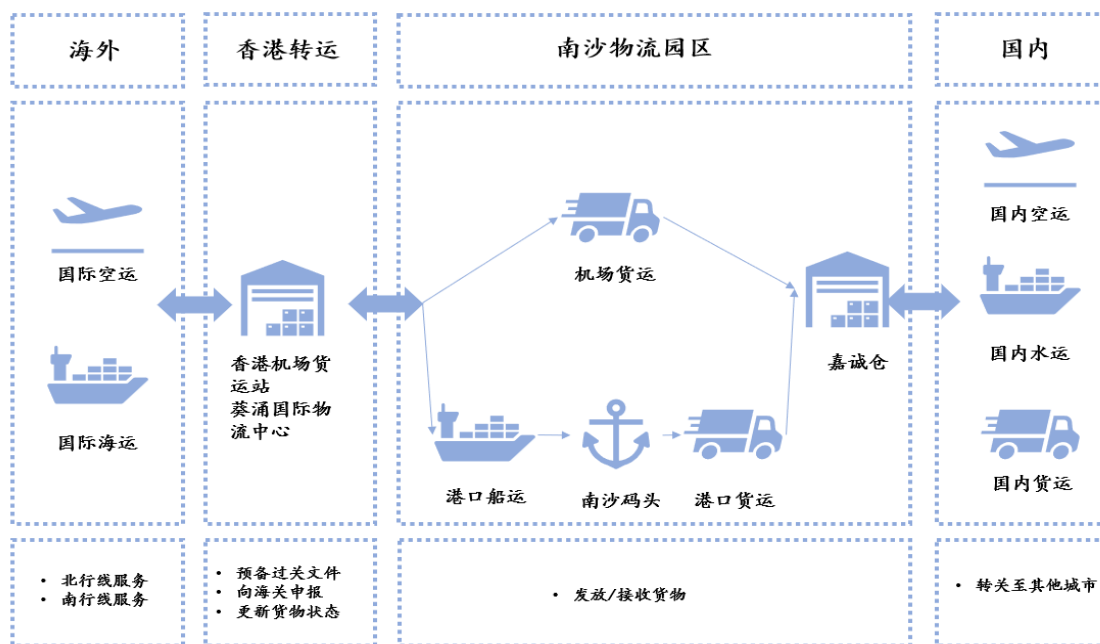 海外
香港转运
南沙物流园区
国内
国际空运
国际海运
香港机场货
运站
葵涌国际物
流中心
机场货运
港口船运
南沙码头
港口货运
嘉诚仓
国内空运
国内水运
国内货运
• 北行线服务
• 南行线服务
• 预备过关文件
• 向海关申报
• 更新货物状态
• 发放/接收货物
• 转关至其他城市